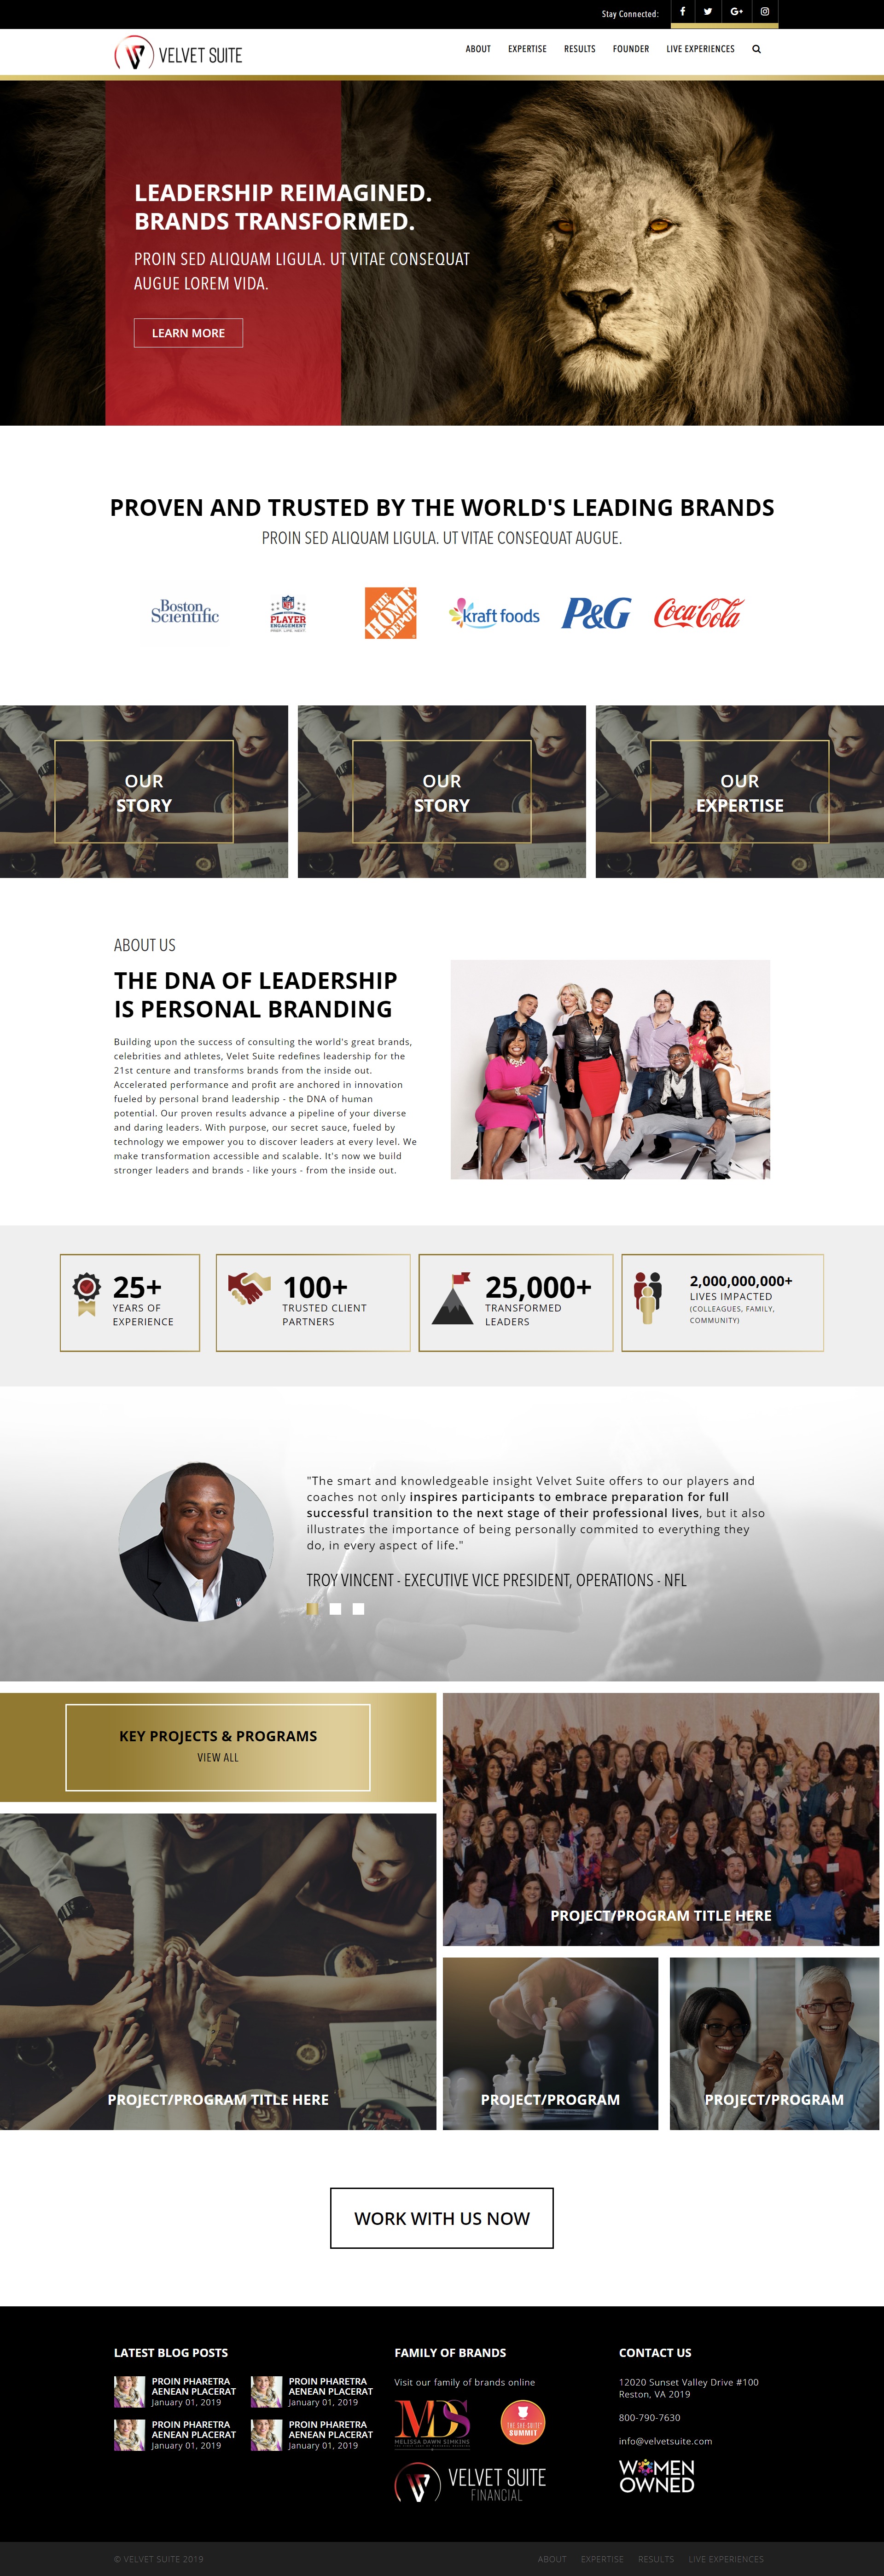 Stay Connected:
VELVET SUITE
ABOUT EXPERTISE RESULTS FOUNDER LIVE EXPERIENCES
LEADERSHIP REIMAGINED.
BRANDS TRANSFORMED.
PROIN SED ALIQUAM LIGULA. UT VITAE CONSEQUAT
AUGUE LOREM VIDA.
LEARN MORE
PROVEN AND TRUSTED BY THE WORLD'S LEADING BRANDS
PROIN SED ALIQUAM LIGULA. UT VITAE CONSEQUAT AUGUE.
Boston
Scientific
NFL
PLAYER
ENGAGEMENT
PREP. LIFE. NEXT.
THE
HOME
DEPOT
kraft foods
P&G
Coca-Cola
OUR
STORY
OUR
STORY
OUR
EXPERTISE
ABOUT US
THE DNA OF LEADERSHIP
IS PERSONAL BRANDING
Building upon the success of consulting the world's great brands,
celebrities and athletes, Velet Suite redefines leadership for the
21st centure and transforms brands from the inside out.
Accelerated performance and profit are anchored in innovation
fueled by personal brand leadership - the DNA of human
potential. Our proven results advance a pipeline of your diverse
and daring leaders. With purpose, our secret sauce, fueled by
technology we empower you to discover leaders at every level. We
make transformation accessible and scalable. It's now we build
stronger leaders and brands - like yours - from the inside out.
25+
YEARS OF
EXPERIENCE
100+
TRUSTED CLIENT
PARTNERS
25,000+
TRANSFORMED
LEADERS
2,000,000,000+
LIVES IMPACTED
(COLLEAGUES, FAMILY,
COMMUNITY)
"The smart and knowledgeable insight Velvet Suite offers to our players and
coaches not only inspires participants to embrace preparation for full
successful transition to the next stage of their professional lives, but it also
illustrates the importance of being personally commited to everything they
do, in every aspect of life."
TROY VINCENT - EXECUTIVE VICE PRESIDENT, OPERATIONS - NFL
KEY PROJECTS & PROGRAMS
VIEW ALL
PROJECT/PROGRAM TITLE HERE
PROJECT/PROGRAM TITLE HERE
PROJECT/PROGRAM
PROJECT/PROGRAM
WORK WITH US NOW
LATEST BLOG POSTS
PROIN PHARETRA
AENEAN PLACERAT
January 01, 2019
PROIN PHARETRA
AENEAN PLACERAT
January 01, 2019
PROIN PHARETRA
AENEAN PLACERAT
January 01, 2019
PROIN PHARETRA
AENEAN PLACERAT
January 01, 2019
FAMILY OF BRANDS
Visit our family of brands online
MDS
MELISSA DAWN SIMKINS
SUMMIT
VELVET SUITE
FINANCIAL
CONTACT US
12020 Sunset Valley Drive #100
Reston, VA 2019
800-790-7630
info@velvetsuite.com
WOMEN
OWNED
© VELVET SUITE 2019
ABOUT EXPERTISE RESULTS LIVE EXPERIENCES